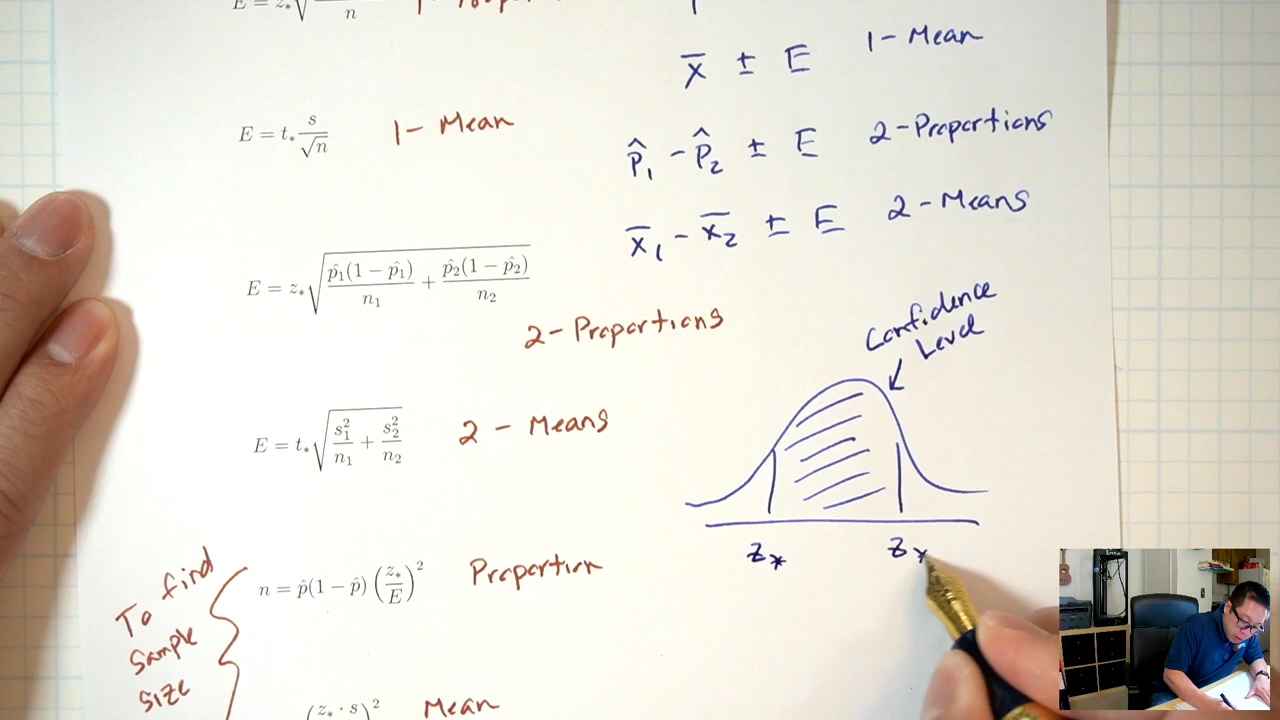 E = z* √ n
x̄ ± E 1- Mean
E = t* s/√n 1- Mean
p̂₁ - p̂₂ ± E 2-Proportions
x̄₁ - x̄₂ ± E 2-Means
E = z* √(p̂₁(1 − p̂₁)/n₁ + p̂₂(1 − p̂₂)/n₂)
2-Proportions
Confidence
Level
E = t* √(s₁²/n₁ + s₂²/n₂) 2 - Means
z* z*
To find
Sample
Size
n = p̂(1 − p̂) (z*/E)² Proportion
(z* · s)² Mean